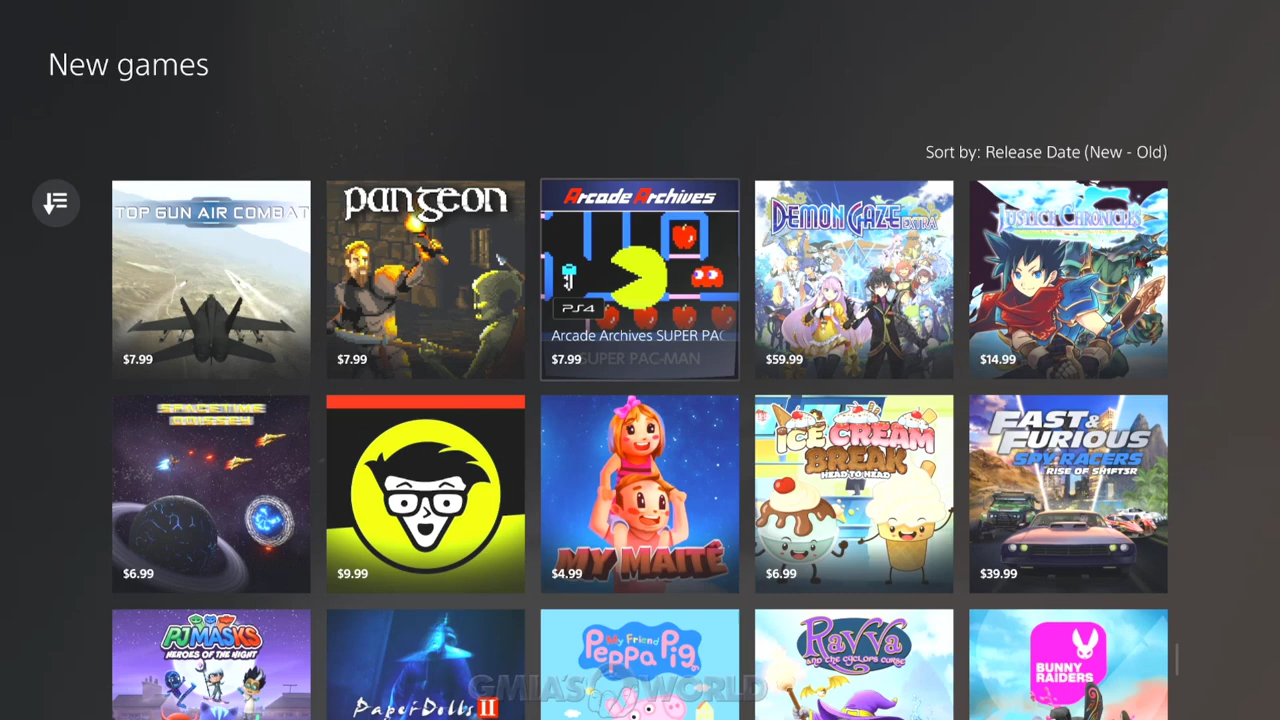 New games
Sort by: Release Date (New - Old)
TOP GUN AIR COMBAT
$7.99
pangeon
$7.99
Arcade Archives
PS4
Arcade Archives SUPER PAC
$7.99
SUPER PAC-MAN
DEMON GAZE EXTRA
$59.99
JUSTICE CHRONICLES
$14.99
SPACETIME
ODYSSEY
$6.99
$9.99
MY MAITÉ
$4.99
ICE CREAM
BREAK
HEAD TO HEAD
$6.99
FAST &
FURIOUS
SPY RACERS
RISE OF SH1FT3R
$39.99
PJ MASKS
HEROES OF THE NIGHT
PaperDolls II
My Friend
Peppa Pig
Ravva
AND THE CYCLOPS CURSE
BUNNY
RAIDERS
GMIA'S WORLD